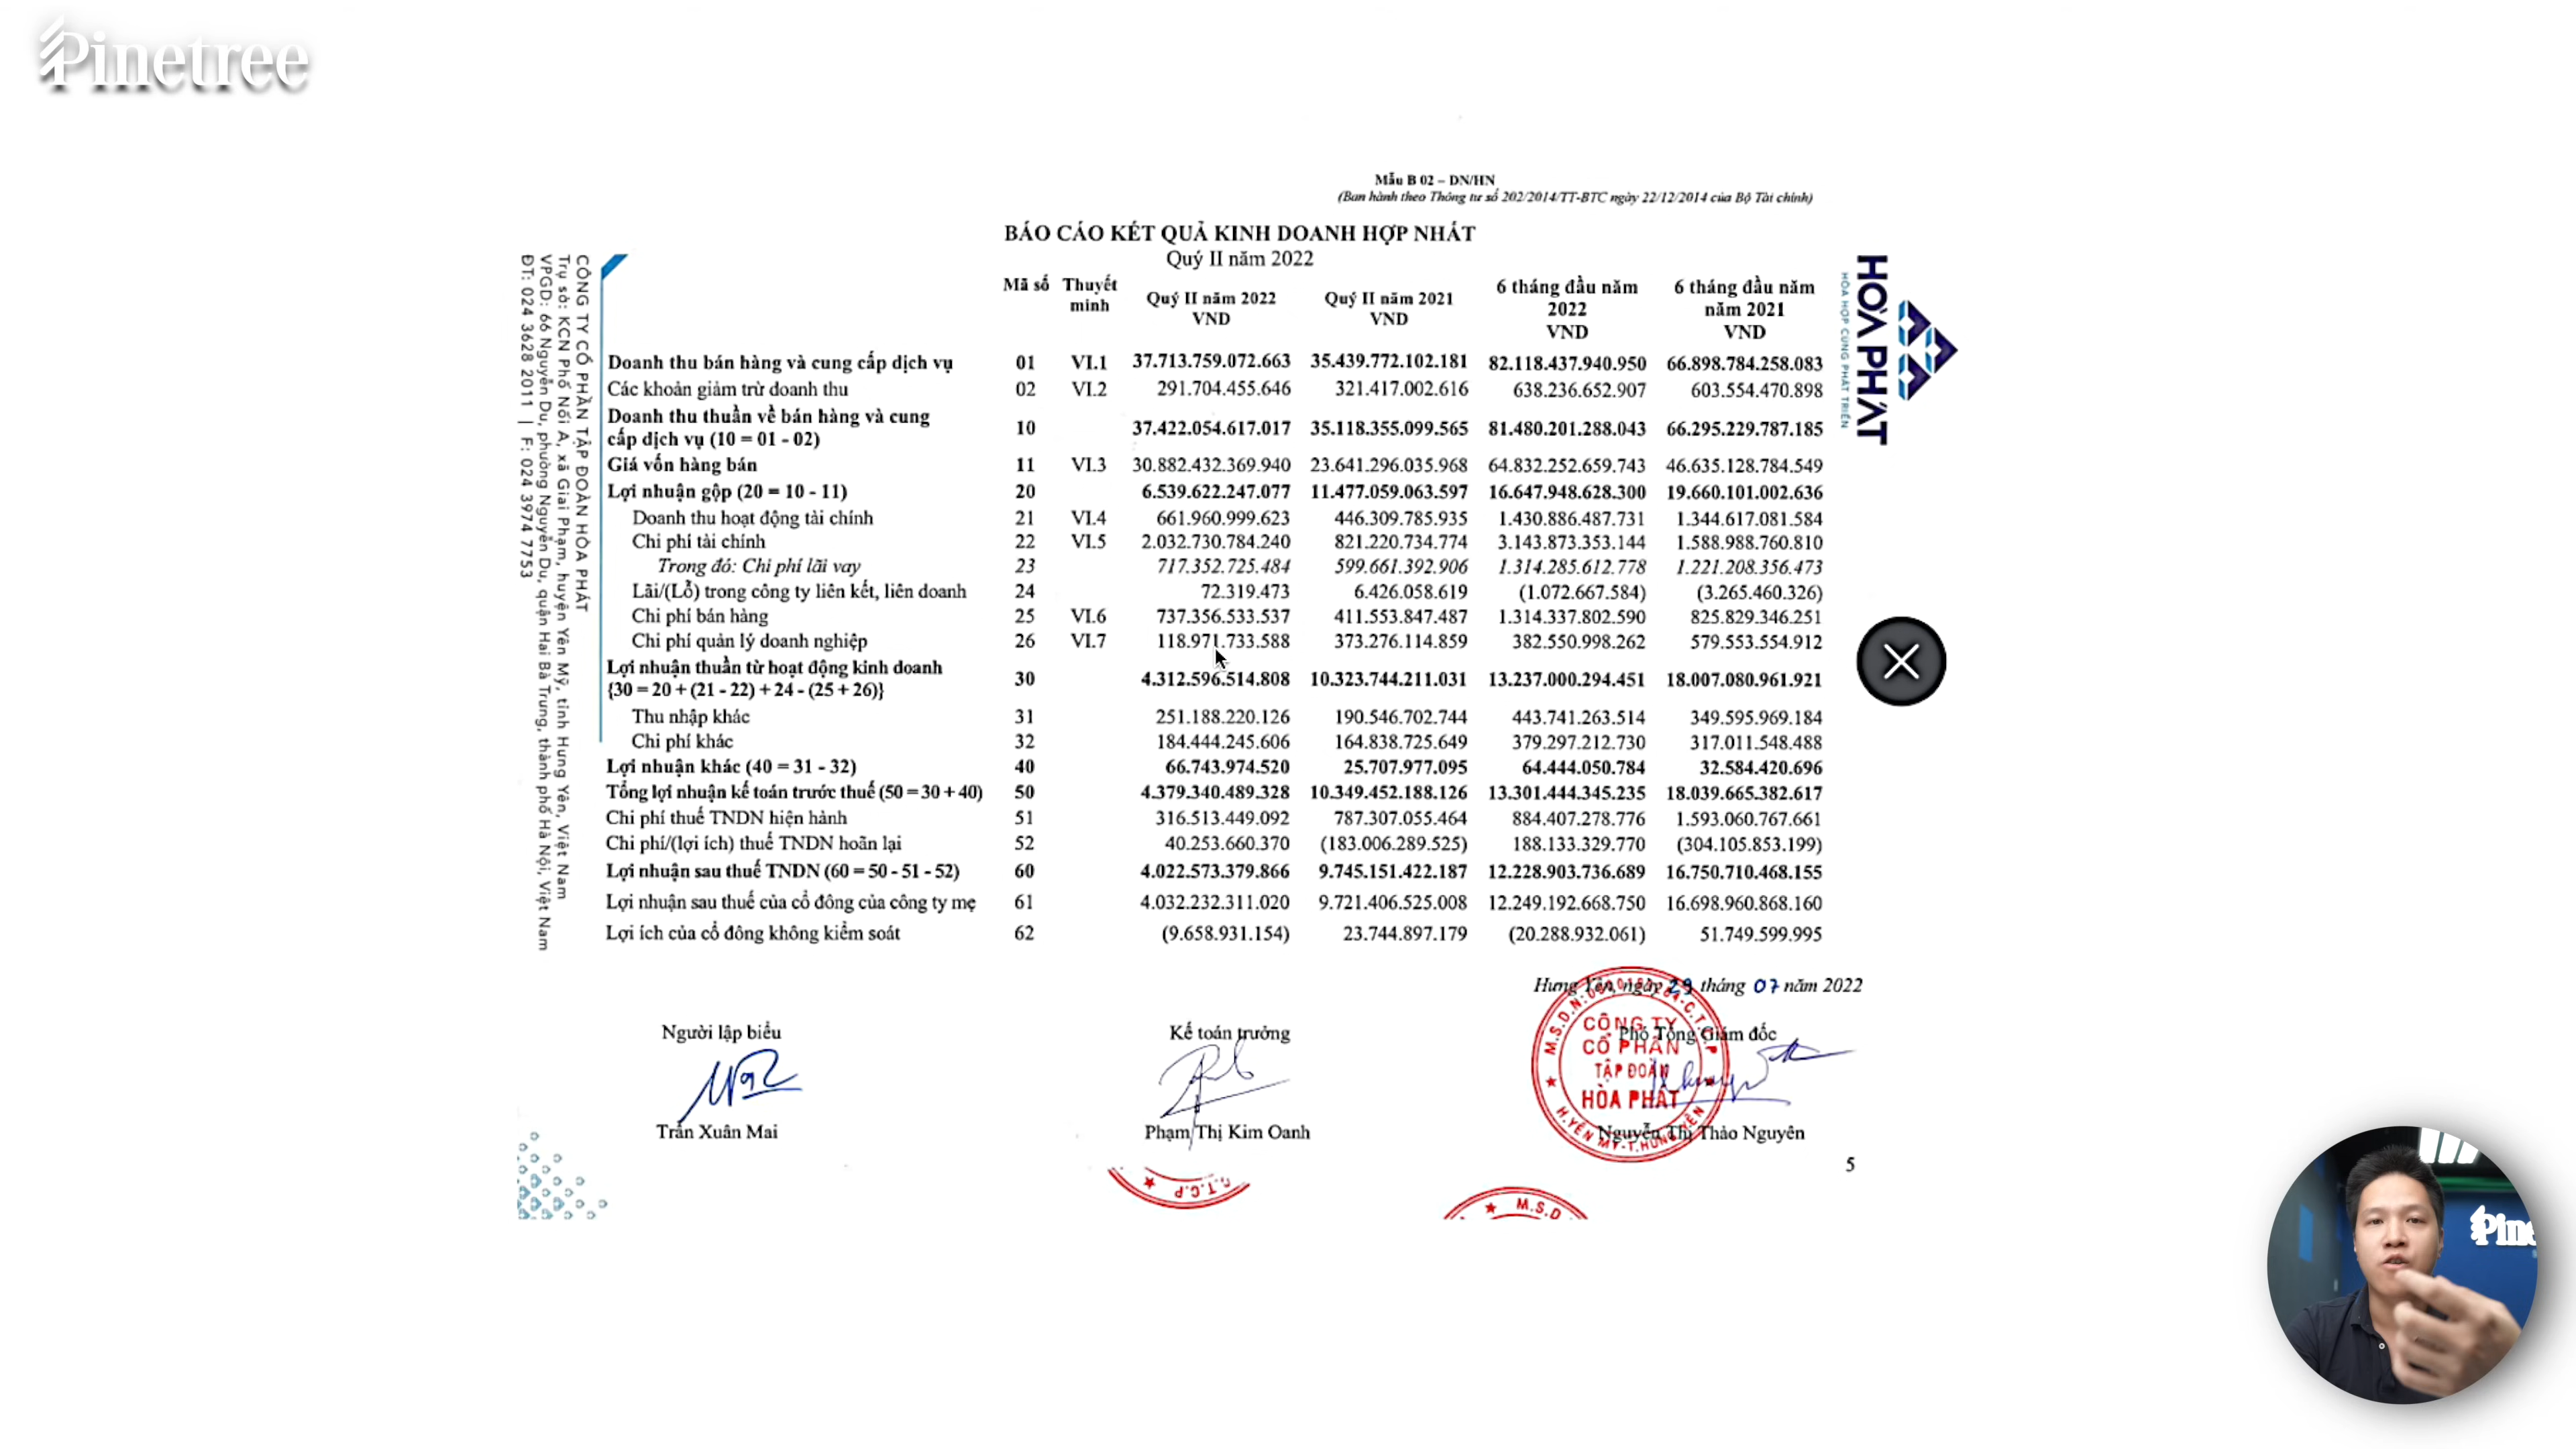 Pinetree
Mẫu B 02 – DN/HN
(Ban hành theo Thông tư số 202/2014/TT-BTC ngày 22/12/2014 của Bộ Tài chính)
BÁO CÁO KẾT QUẢ KINH DOANH HỢP NHẤT
Quý II năm 2022
Mã số Thuyết minh Quý II năm 2022 VND Quý II năm 2021 VND 6 tháng đầu năm 2022 VND 6 tháng đầu năm năm 2021 VND
Doanh thu bán hàng và cung cấp dịch vụ 01 VI.1 37.713.759.072.663 35.439.772.102.181 82.118.437.940.950 66.898.784.258.083
Các khoản giảm trừ doanh thu 02 VI.2 291.704.455.646 321.417.002.616 638.236.652.907 603.554.470.898
Doanh thu thuần về bán hàng và cung
cấp dịch vụ (10 = 01 - 02) 10 37.422.054.617.017 35.118.355.099.565 81.480.201.288.043 66.295.229.787.185
Giá vốn hàng bán 11 VI.3 30.882.432.369.940 23.641.296.035.968 64.832.252.659.743 46.635.128.784.549
Lợi nhuận gộp (20 = 10 - 11) 20 6.539.622.247.077 11.477.059.063.597 16.647.948.628.300 19.660.101.002.636
Doanh thu hoạt động tài chính 21 VI.4 661.960.999.623 446.309.785.935 1.430.886.487.731 1.344.617.081.584
Chi phí tài chính 22 VI.5 2.032.730.784.240 821.220.734.774 3.143.873.353.144 1.588.988.760.810
Trong đó: Chi phí lãi vay 23 717.352.725.484 599.661.392.906 1.314.285.612.778 1.221.208.356.473
Lãi/(Lỗ) trong công ty liên kết, liên doanh 24 72.319.473 6.426.058.619 (1.072.667.584) (3.265.460.326)
Chi phí bán hàng 25 VI.6 737.356.533.537 411.553.847.487 1.314.337.802.590 825.829.346.251
Chi phí quản lý doanh nghiệp 26 VI.7 118.971.733.588 373.276.114.859 382.550.998.262 579.553.554.912
Lợi nhuận thuần từ hoạt động kinh doanh
{30 = 20 + (21 - 22) + 24 - (25 + 26)} 30 4.312.596.514.808 10.323.744.211.031 13.237.000.294.451 18.007.080.961.921
Thu nhập khác 31 251.188.220.126 190.546.702.744 443.741.263.514 349.595.969.184
Chi phí khác 32 184.444.245.606 164.838.725.649 379.297.212.730 317.011.548.488
Lợi nhuận khác (40 = 31 - 32) 40 66.743.974.520 25.707.977.095 64.444.050.784 32.584.420.696
Tổng lợi nhuận kế toán trước thuế (50 = 30 + 40) 50 4.379.340.489.328 10.349.452.188.126 13.301.444.345.235 18.039.665.382.617
Chi phí thuế TNDN hiện hành 51 316.513.449.092 787.307.055.464 884.407.278.776 1.593.060.767.661
Chi phí/(lợi ích) thuế TNDN hoãn lại 52 40.253.660.370 (183.006.289.525) 188.133.329.770 (304.105.853.199)
Lợi nhuận sau thuế TNDN (60 = 50 - 51 - 52) 60 4.022.573.379.866 9.745.151.422.187 12.228.903.736.689 16.750.710.468.155
Lợi nhuận sau thuế của cổ đông của công ty mẹ 61 4.032.232.311.020 9.721.406.525.008 12.249.192.668.750 16.698.960.868.160
Lợi ích của cổ đông không kiểm soát 62 (9.658.931.154) 23.744.897.179 (20.288.932.061) 51.749.599.995
Hưng Yên, ngày 29 tháng 07 năm 2022
Người lập biểu Kế toán trưởng Phó Tổng Giám đốc
Trần Xuân Mai Phạm Thị Kim Oanh Nguyễn Thị Thảo Nguyên
CÔNG TY
CỔ PHẦN
TẬP ĐOÀN
HÒA PHÁT
H.YÊN MỸ-T.HƯNG YÊN
C.T.C.P
M.S.D
5
CÔNG TY CỔ PHẦN TẬP ĐOÀN HÒA PHÁT
Trụ sở: KCN Phố Nối A, xã Giai Phạm, huyện Yên Mỹ, tỉnh Hưng Yên, Việt Nam
VPGD: 66 Nguyễn Du, phường Nguyễn Du, quận Hai Bà Trưng, thành phố Hà Nội, Việt Nam
ĐT: 024 3628 2011 | F: 024 3974 7753
HÒA PHÁT
HÒA HỢP CÙNG PHÁT TRIỂN
Pine